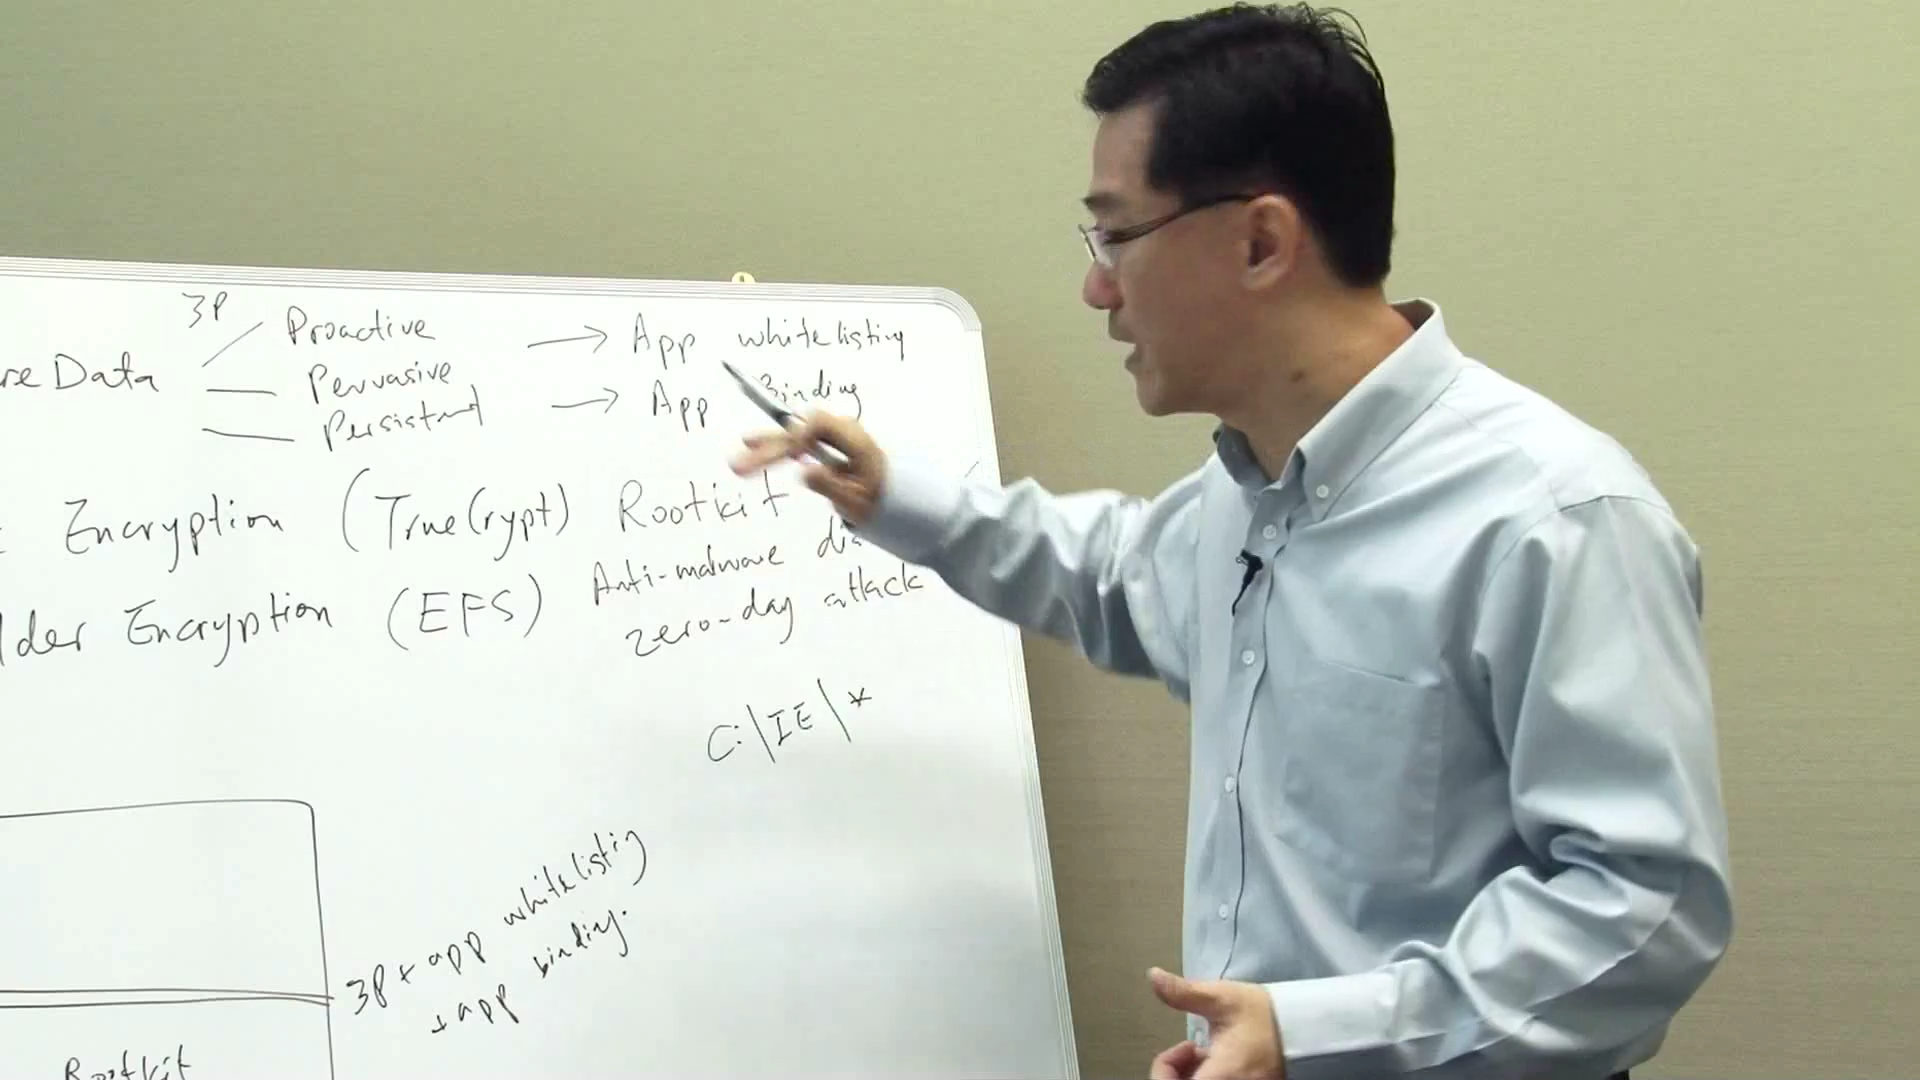 3P
Proactive → App whitelisting
re Data Pervasive
Persistent → App Binding
Encryption (TrueCrypt) Rootkit
Anti-malware
lder Encryption (EFS) zero-day attack
C:\IE\*
3P + app whitelisting
+ app binding.
Rootkit